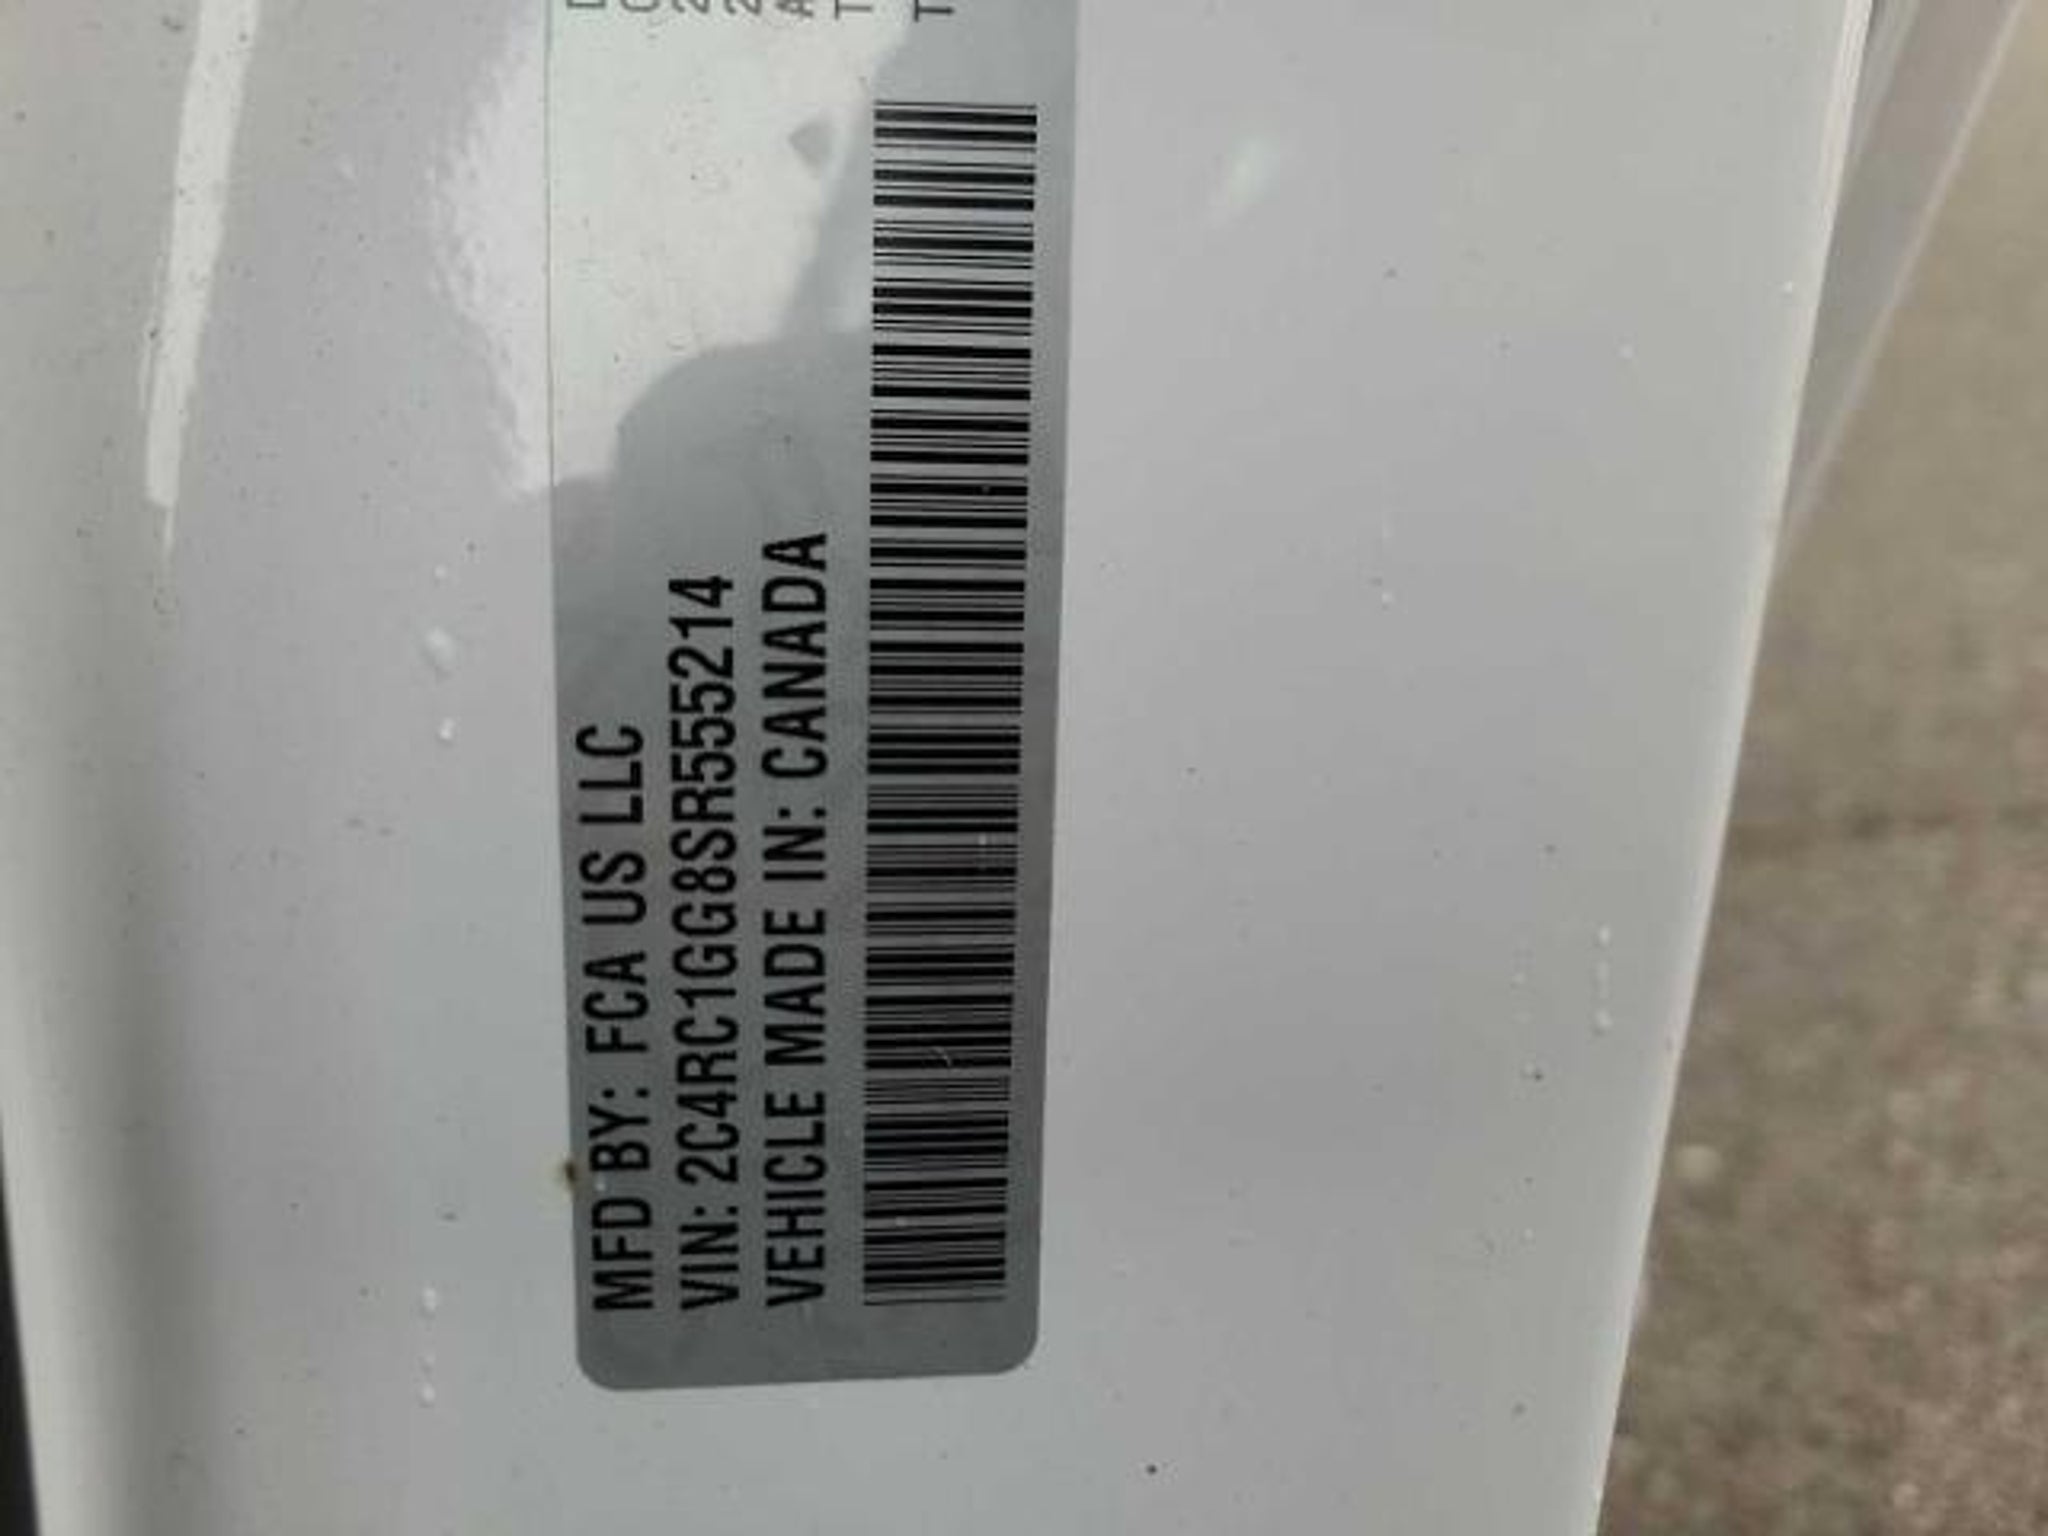 MFD BY: FCA US LLC
VIN: 2C4RC1GG8SR555214
VEHICLE MADE IN: CANADA